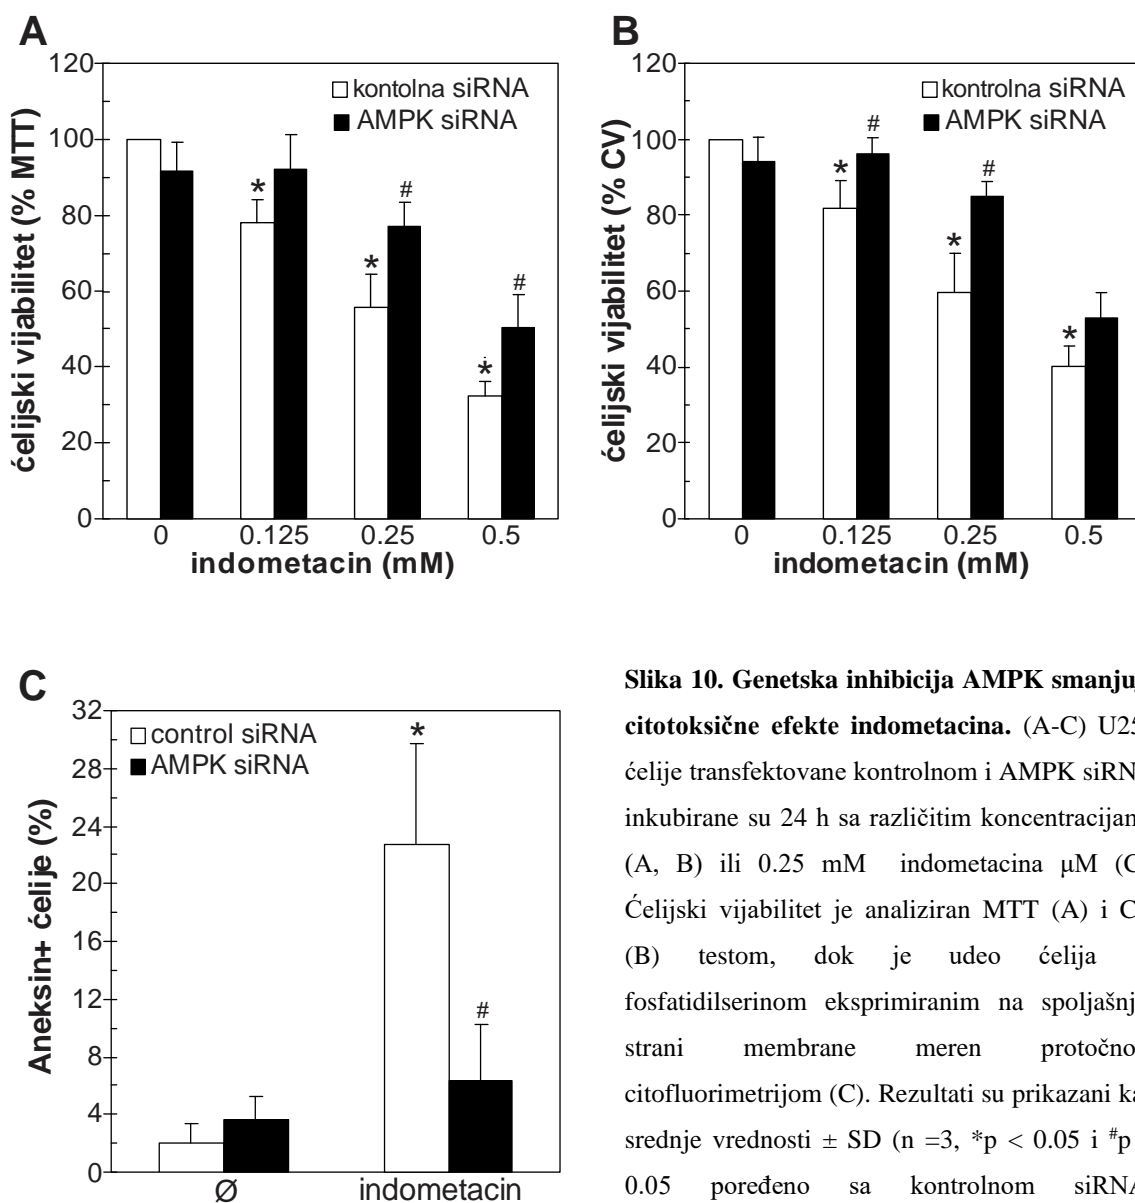 A
120
100
80
60
40
20
0
ćelijski vijabilitet (% MTT)
kontolna siRNA
AMPK siRNA
*
*
#
*
#
0 0.125 0.25 0.5
indometacin (mM)
B
120
100
80
60
40
20
0
ćelijski vijabilitet (% CV)
kontrolna siRNA
AMPK siRNA
*
#
*
#
*
0 0.125 0.25 0.5
indometacin (mM)
C
32
28
24
20
16
12
8
4
0
Aneksin+ ćelije (%)
control siRNA
AMPK siRNA
*
#
Ø indometacin
Slika 10. Genetska inhibicija AMPK smanju
citotoksične efekte indometacina. (A-C) U25
ćelije transfektovane kontrolnom i AMPK siRN
inkubirane su 24 h sa različitim koncentracijan
(A, B) ili 0.25 mM indometacina µM (C
Ćelijski vijabilitet je analiziran MTT (A) i C
(B) testom, dok je udeo ćelija
fosfatidilserinom eksprimiranim na spoljašnj
strani membrane meren protočno
citofluorimetrijom (C). Rezultati su prikazani ka
srednje vrednosti ± SD (n =3, *p < 0.05 i #p
0.05 poređeno sa kontrolnom siRNA